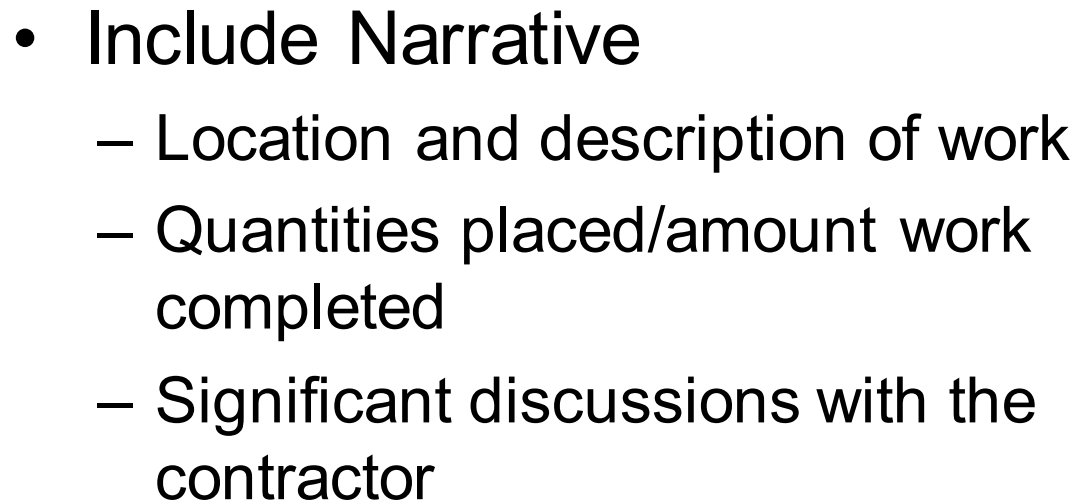 • Include Narrative
– Location and description of work
– Quantities placed/amount work
completed
– Significant discussions with the
contractor